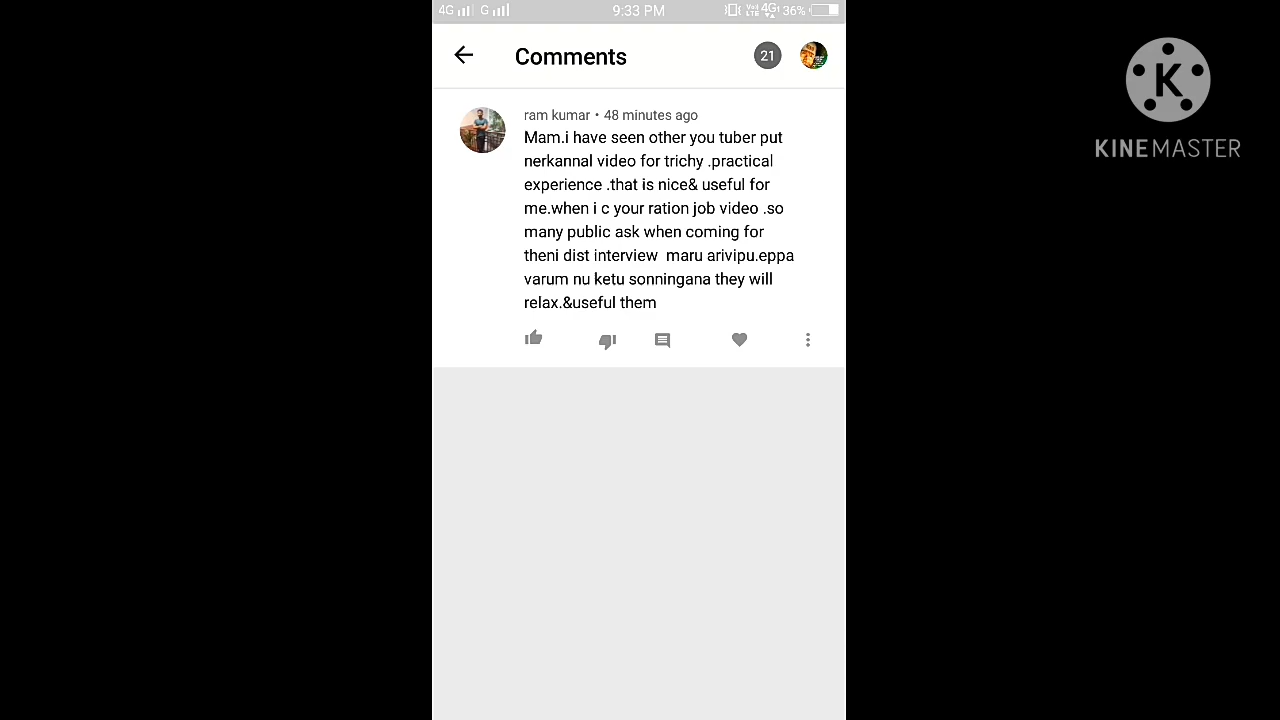 4G G 9:33 PM 4G 36%
Comments 21
ram kumar • 48 minutes ago
Mam.i have seen other you tuber put
nerkannal video for trichy .practical
experience .that is nice& useful for
me.when i c your ration job video .so
many public ask when coming for
theni dist interview maru arivipu.eppa
varum nu ketu sonningana they will
relax.&useful them
K
KINEMASTER